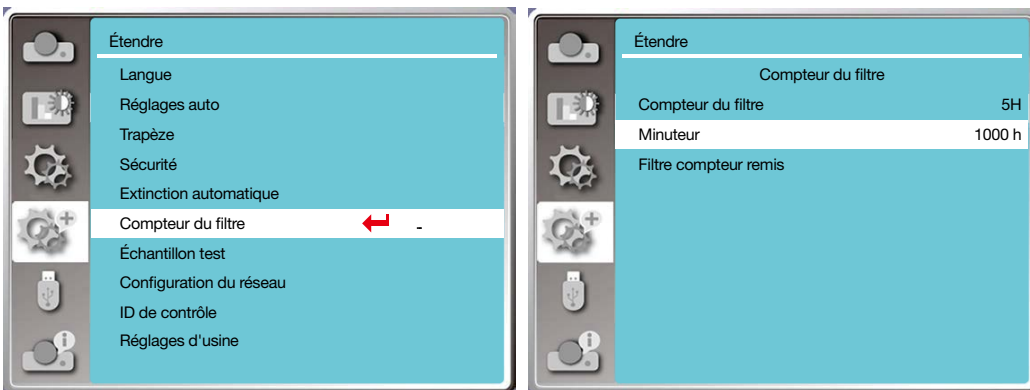 Étendre
Langue
Réglages auto
Trapèze
Sécurité
Extinction automatique
Compteur du filtre -
Échantillon test
Configuration du réseau
ID de contrôle
Réglages d'usine
Étendre
Compteur du filtre
Compteur du filtre 5H
Minuteur 1000 h
Filtre compteur remis